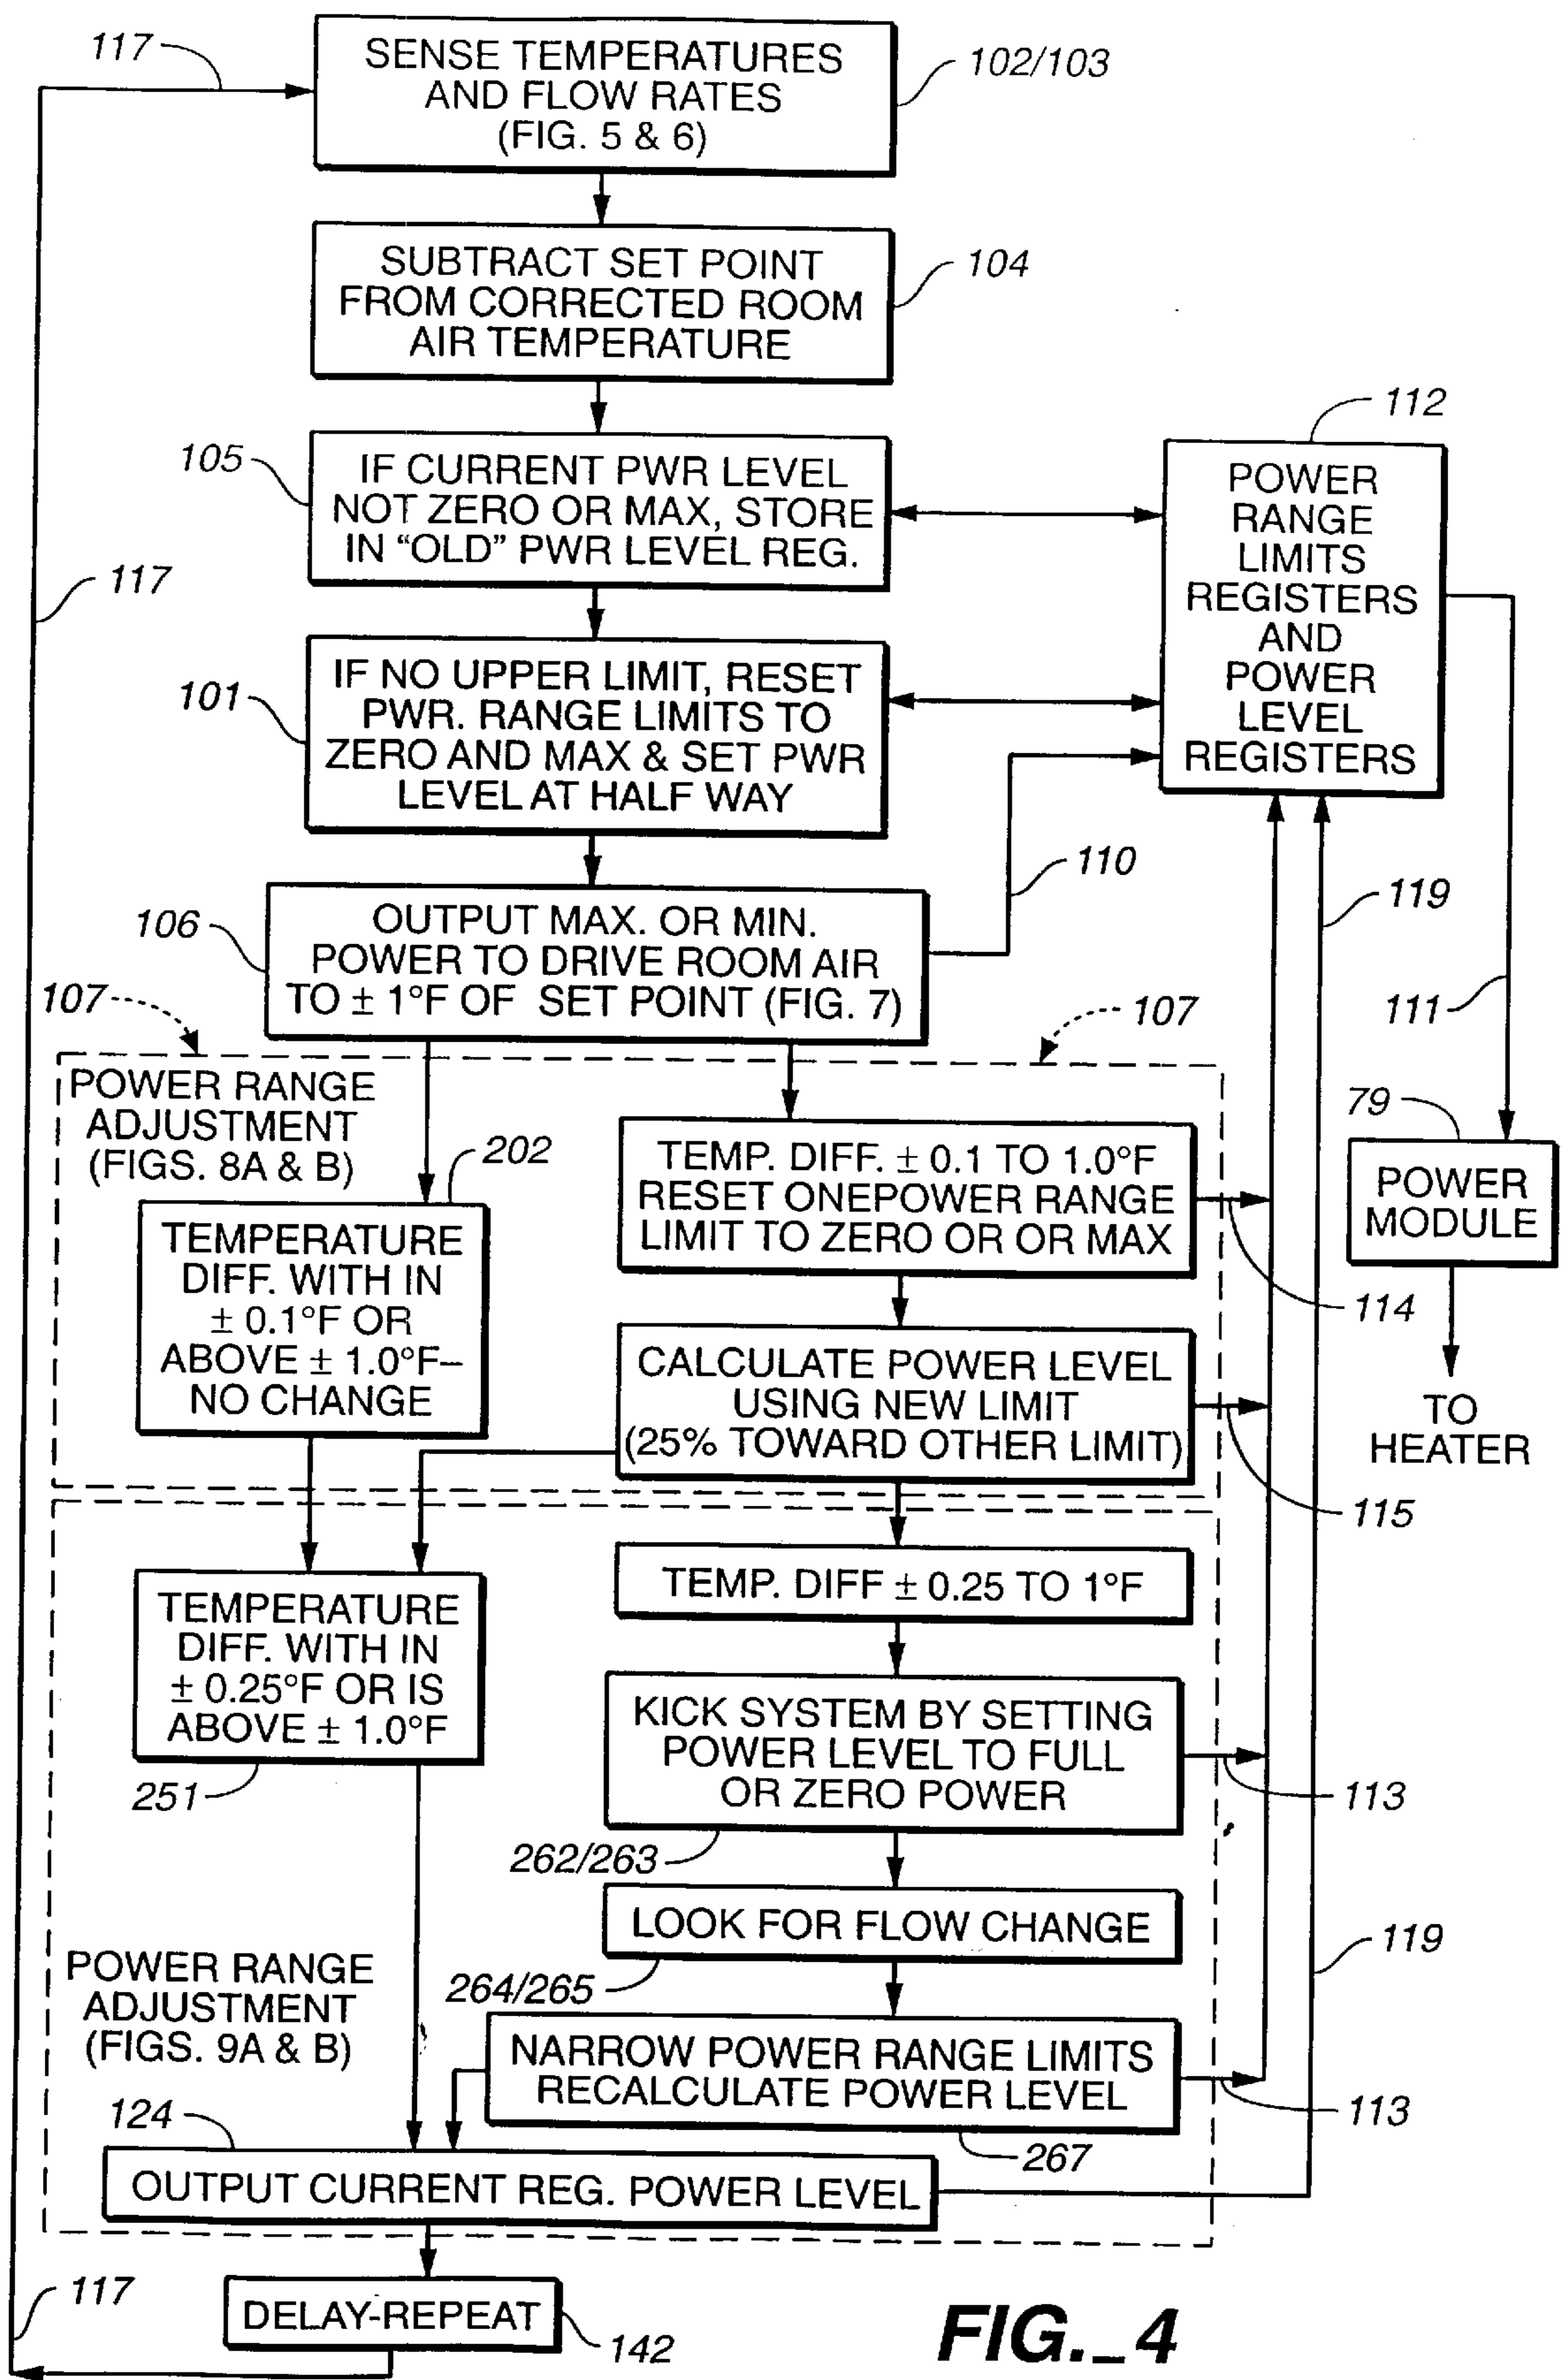 117
SENSE TEMPERATURES
AND FLOW RATES
(FIG. 5 & 6)
102/103
SUBTRACT SET POINT
FROM CORRECTED ROOM
AIR TEMPERATURE
104
105
IF CURRENT PWR LEVEL
NOT ZERO OR MAX, STORE
IN “OLD” PWR LEVEL REG.
112
POWER
RANGE
LIMITS
REGISTERS
AND
POWER
LEVEL
REGISTERS
117
101
IF NO UPPER LIMIT, RESET
PWR. RANGE LIMITS TO
ZERO AND MAX & SET PWR
LEVEL AT HALF WAY
110
119
106
OUTPUT MAX. OR MIN.
POWER TO DRIVE ROOM AIR
TO ± 1°F OF SET POINT (FIG. 7)
107
107
111
POWER RANGE
ADJUSTMENT
(FIGS. 8A & B)
202
TEMPERATURE
DIFF. WITH IN
± 0.1°F OR
ABOVE ± 1.0°F–
NO CHANGE
TEMP. DIFF. ± 0.1 TO 1.0°F
RESET ONEPOWER RANGE
LIMIT TO ZERO OR OR MAX
114
79
POWER
MODULE
TO
HEATER
CALCULATE POWER LEVEL
USING NEW LIMIT
(25% TOWARD OTHER LIMIT)
115
TEMPERATURE
DIFF. WITH IN
± 0.25°F OR IS
ABOVE ± 1.0°F
251
TEMP. DIFF ± 0.25 TO 1°F
KICK SYSTEM BY SETTING
POWER LEVEL TO FULL
OR ZERO POWER
113
262/263
LOOK FOR FLOW CHANGE
264/265
119
POWER RANGE
ADJUSTMENT
(FIGS. 9A & B)
NARROW POWER RANGE LIMITS
RECALCULATE POWER LEVEL
113
267
124
OUTPUT CURRENT REG. POWER LEVEL
117
DELAY-REPEAT
142
FIG._4